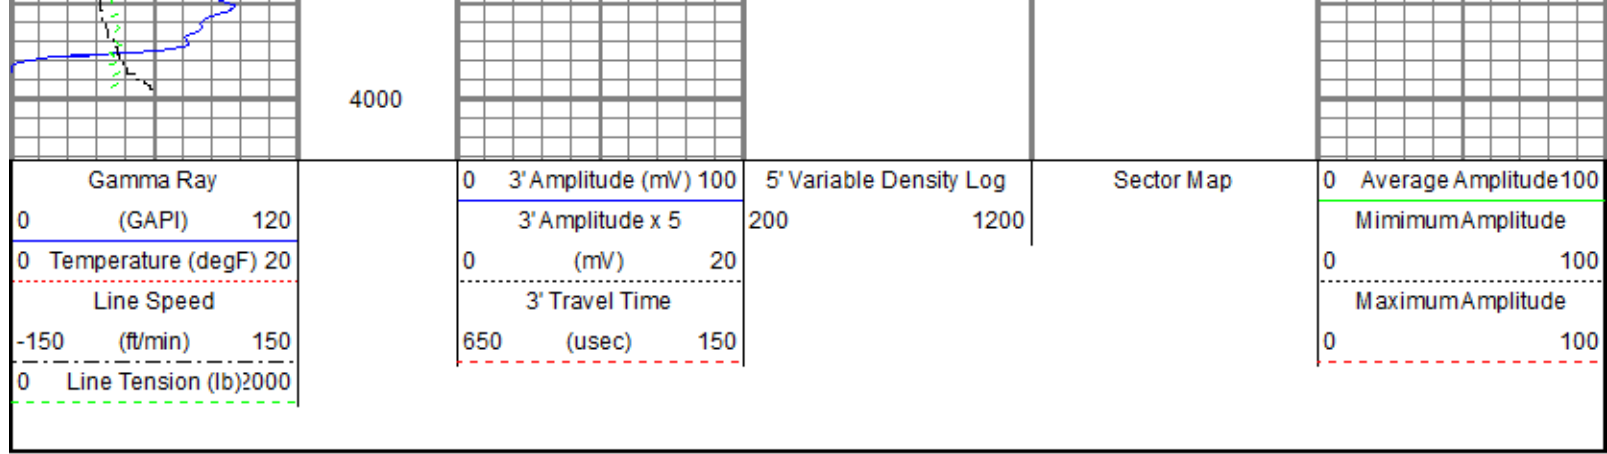 4000
Gamma Ray
0 (GAPI) 120
0 Temperature (degF) 20
Line Speed
-150 (ft/min) 150
0 Line Tension (lb) 2000
0 3' Amplitude (mV) 100
3' Amplitude x 5
0 (mV) 20
3' Travel Time
650 (usec) 150
5' Variable Density Log
200 1200
Sector Map
0 Average Amplitude 100
Mimimum Amplitude
0 100
Maximum Amplitude
0 100